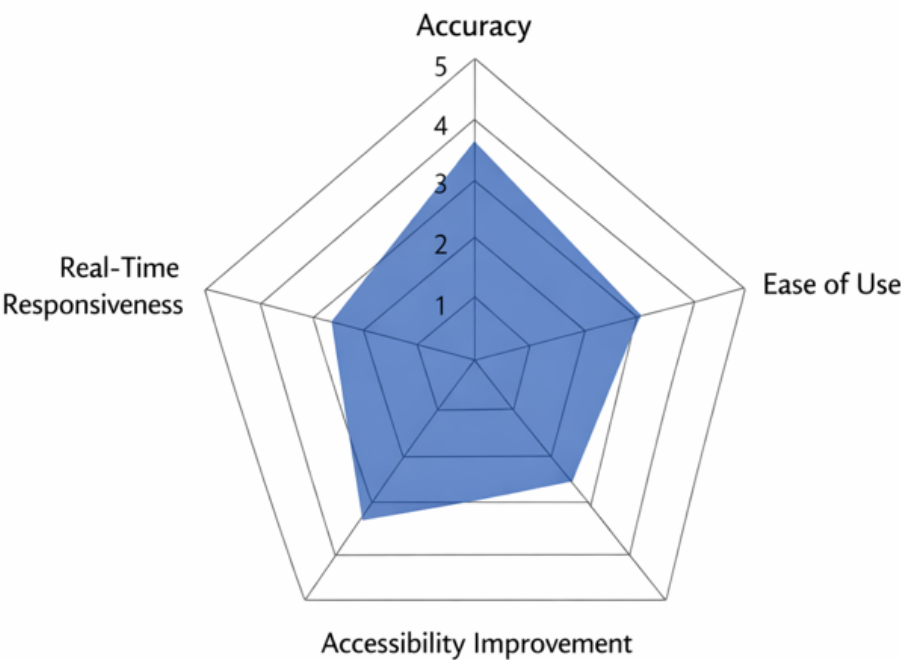 Accuracy
5
4
3
2
1
Real-Time
Responsiveness
Ease of Use
Accessibility Improvement